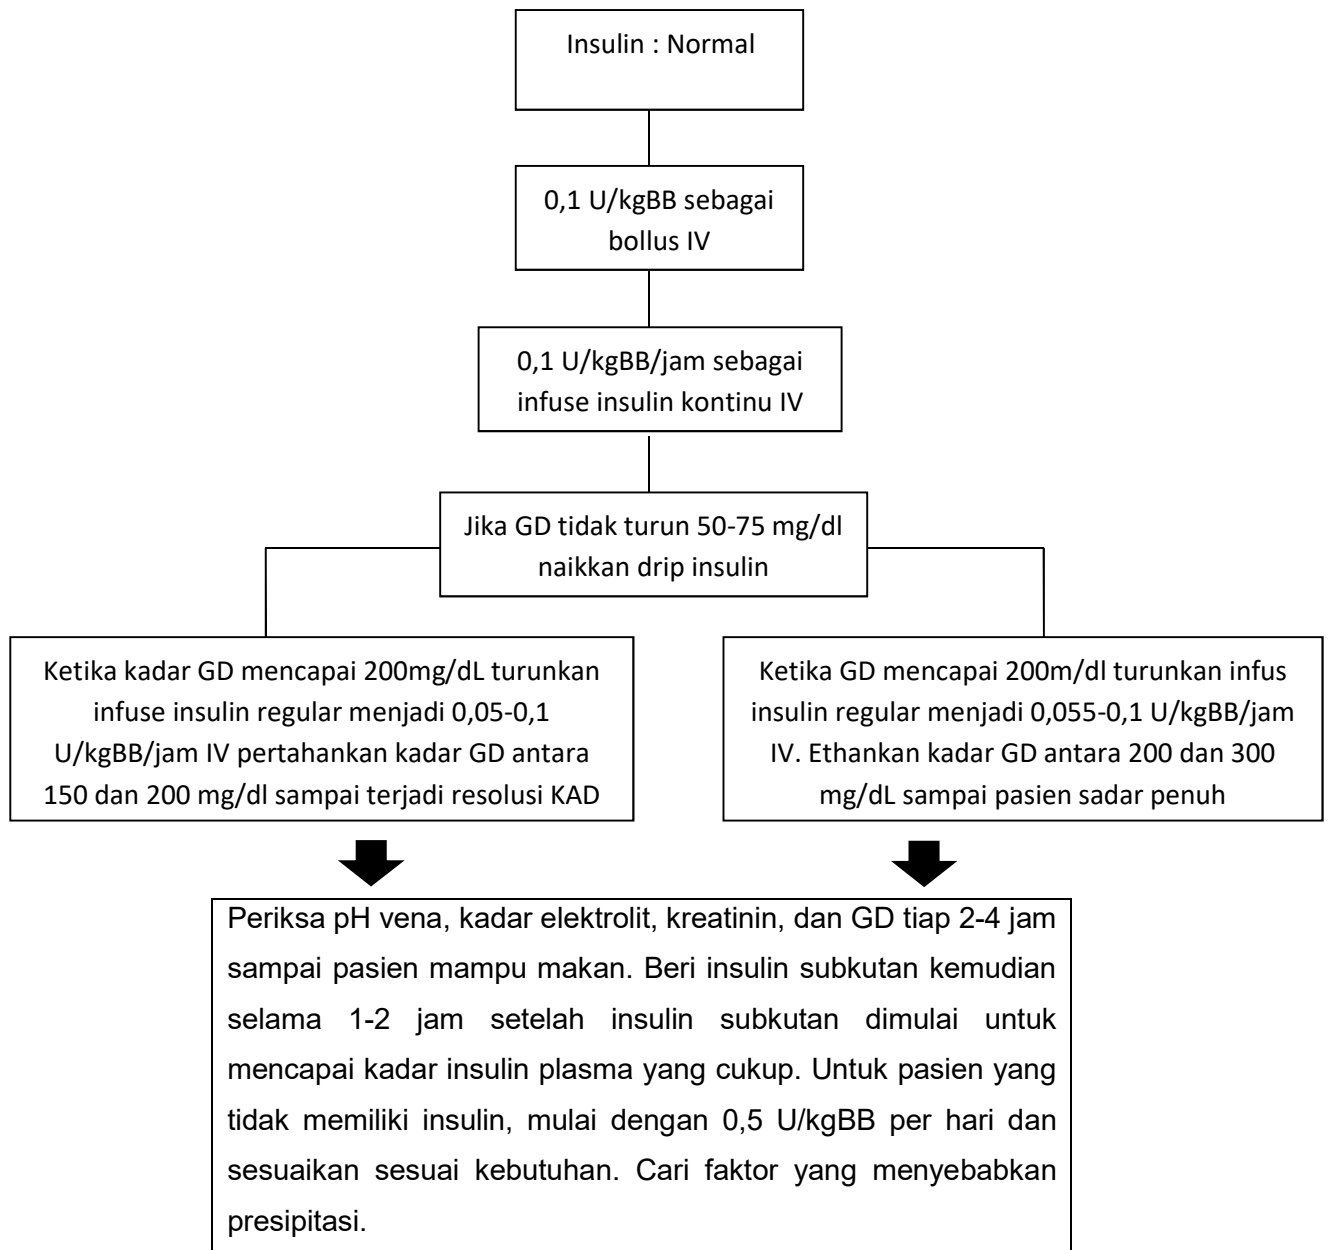 Insulin : Normal
0,1 U/kgBB sebagai
bollus IV
0,1 U/kgBB/jam sebagai
infuse insulin kontinu IV
Jika GD tidak turun 50-75 mg/dl
naikkan drip insulin
Ketika kadar GD mencapai 200mg/dL turunkan
infuse insulin regular menjadi 0,05-0,1
U/kgBB/jam IV pertahankan kadar GD antara
150 dan 200 mg/dl sampai terjadi resolusi KAD
Ketika GD mencapai 200m/dl turunkan infus
insulin regular menjadi 0,055-0,1 U/kgBB/jam
IV. Ethankan kadar GD antara 200 dan 300
mg/dL sampai pasien sadar penuh
Periksa pH vena, kadar elektrolit, kreatinin, dan GD tiap 2-4 jam
sampai pasien mampu makan. Beri insulin subkutan kemudian
selama 1-2 jam setelah insulin subkutan dimulai untuk
mencapai kadar insulin plasma yang cukup. Untuk pasien yang
tidak memiliki insulin, mulai dengan 0,5 U/kgBB per hari dan
sesuaikan sesuai kebutuhan. Cari faktor yang menyebabkan
presipitasi.